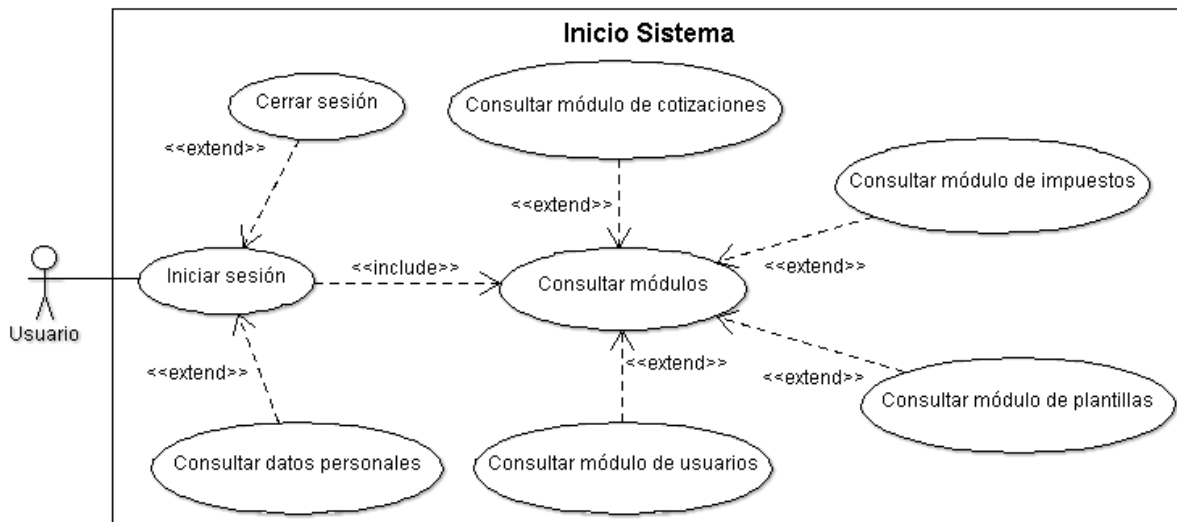 Inicio Sistema
Cerrar sesión
Consultar módulo de cotizaciones
<<extend>>
Consultar módulo de impuestos
<<extend>>
<<extend>>
Iniciar sesión
<<include>>
Consultar módulos
Usuario
<<extend>>
<<extend>>
<<extend>>
Consultar módulo de plantillas
Consultar datos personales
Consultar módulo de usuarios